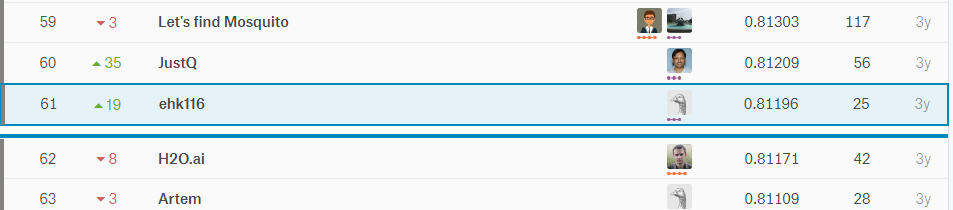 59 3 Let's find Mosquito 0.81303 117 3y
60 35 JustQ 0.81209 56 3y
61 19 ehk116 0.81196 25 3y
62 8 H2O.ai 0.81171 42 3y
63 3 Artem 0.81109 28 3y